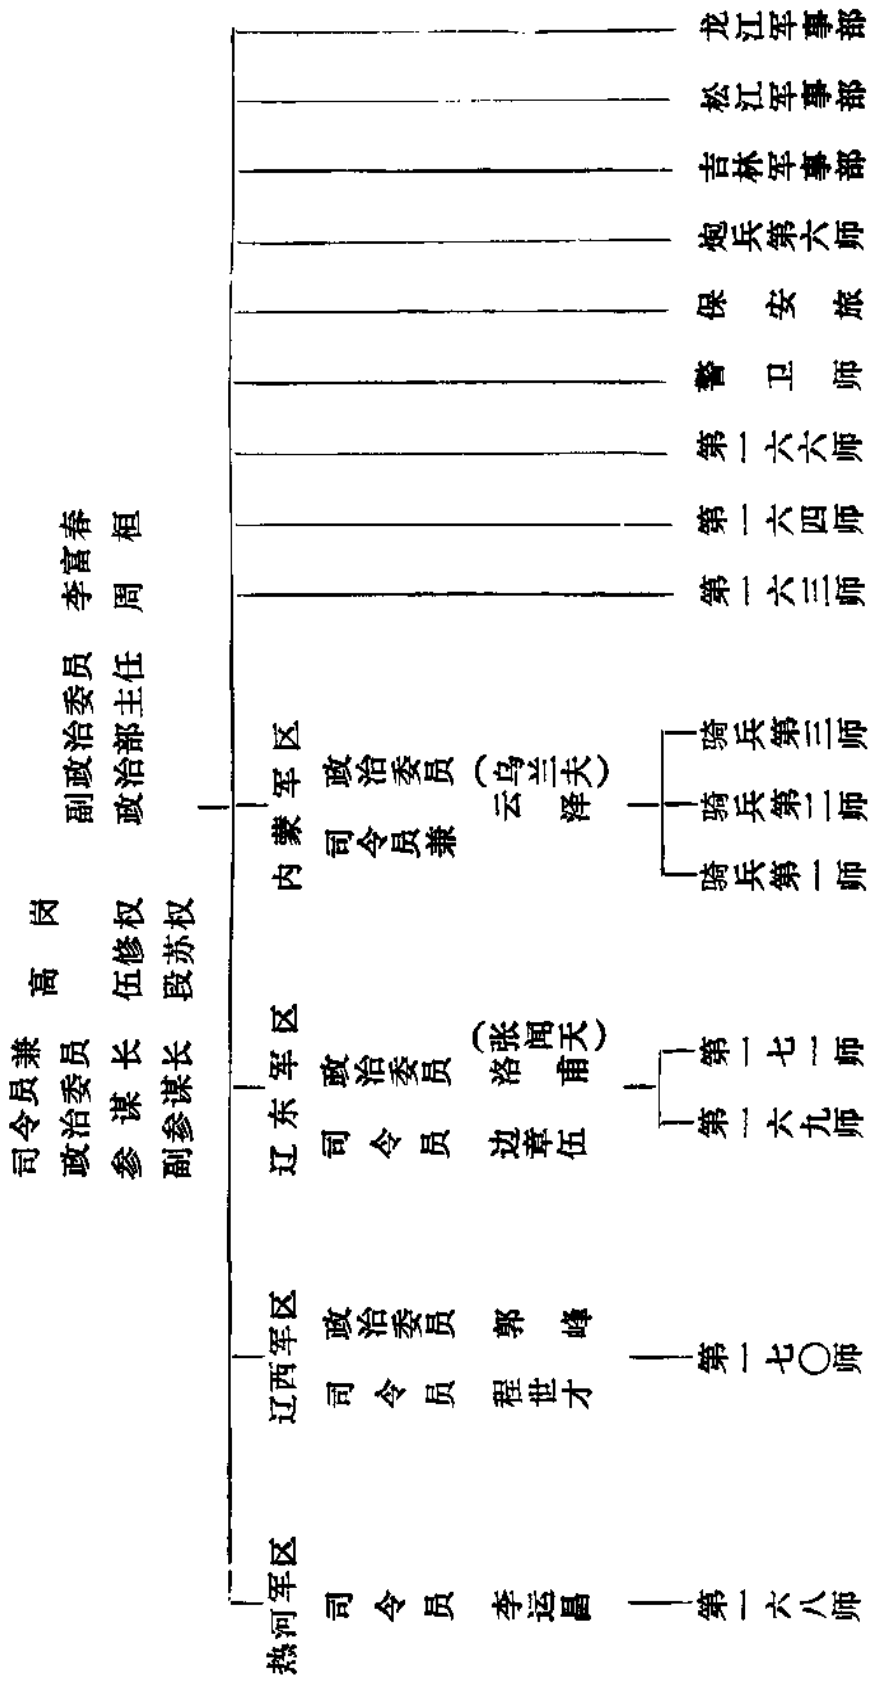 司令员兼
政治委员 高岗
参谋长 伍修权
副参谋长 段苏权
副政治委员 李富春
政治部主任 周桓
热河军区
司令员 李运昌
第一六八师
辽西军区
司令员 程世才
政治委员 郭峰
第一七〇师
辽东军区
司令员 边章伍
政治委员 洛甫
(张闻天)
第一六九师
第一七一师
内蒙军区
司令员兼
政治委员
云泽
(乌兰夫)
骑兵第一师
骑兵第二师
骑兵第三师
第一六三师
第一六四师
第一六六师
警卫师
保安旅
炮兵第六师
吉林军事部
松江军事部
龙江军事部